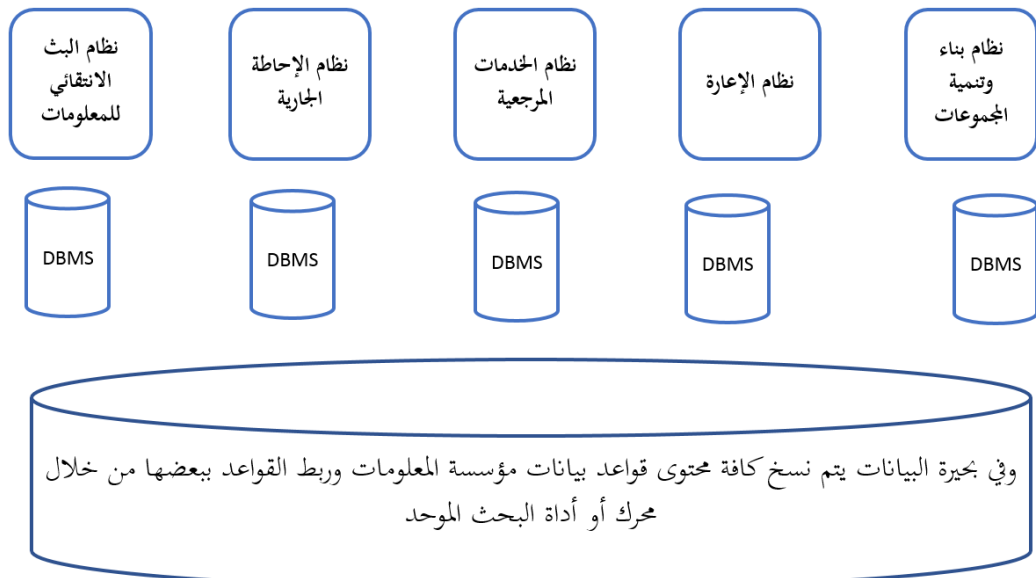 نظام بناء
وتنمية
المجموعات
نظام الإعارة
نظام الخدمات
المرجعية
نظام الإحاطة
الجارية
نظام البث
الانتقائي
للمعلومات
DBMS
DBMS
DBMS
DBMS
DBMS
وفي بحيرة البيانات يتم نسخ كافة محتوى قواعد بيانات مؤسسة المعلومات وربط القواعد ببعضها من خلال
محرك أو أداة البحث الموحد